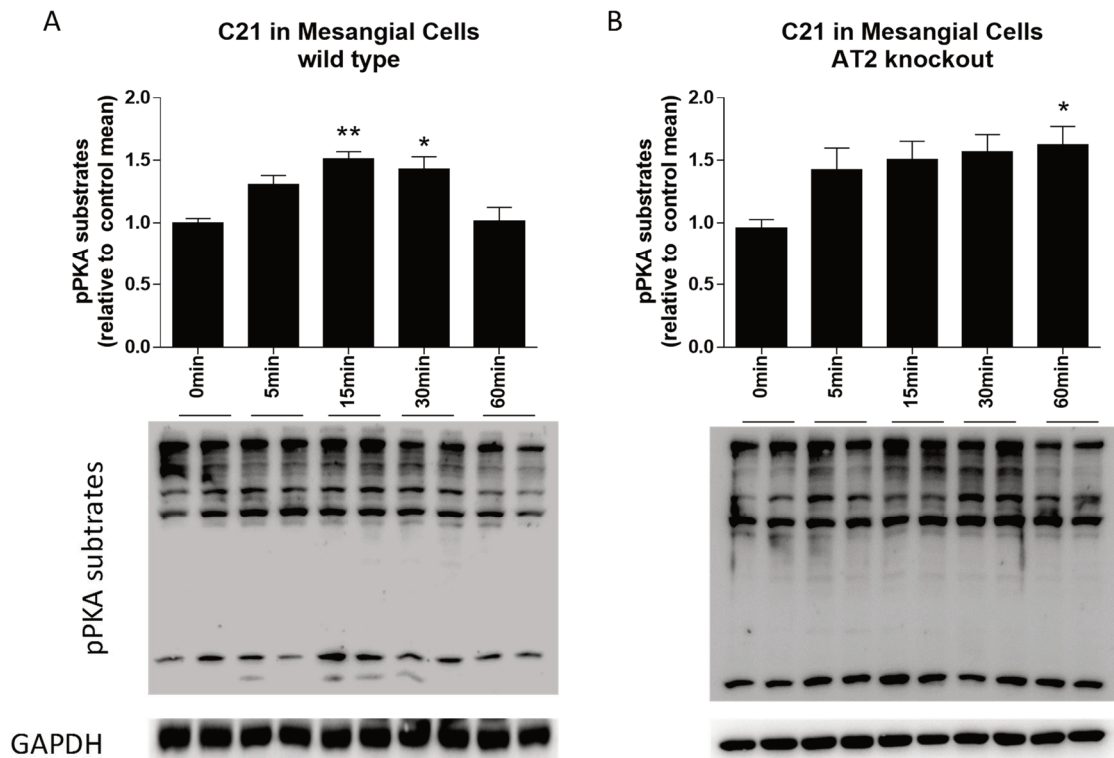 A
C21 in Mesangial Cells
wild type
pPKA substrates
(relative to control mean)
2.0
1.5
1.0
0.5
0.0
**
*
0min
5min
15min
30min
60min
B
C21 in Mesangial Cells
AT2 knockout
pPKA substrates
(relative to control mean)
2.0
1.5
1.0
0.5
0.0
*
0min
5min
15min
30min
60min
pPKA subtrates
GAPDH